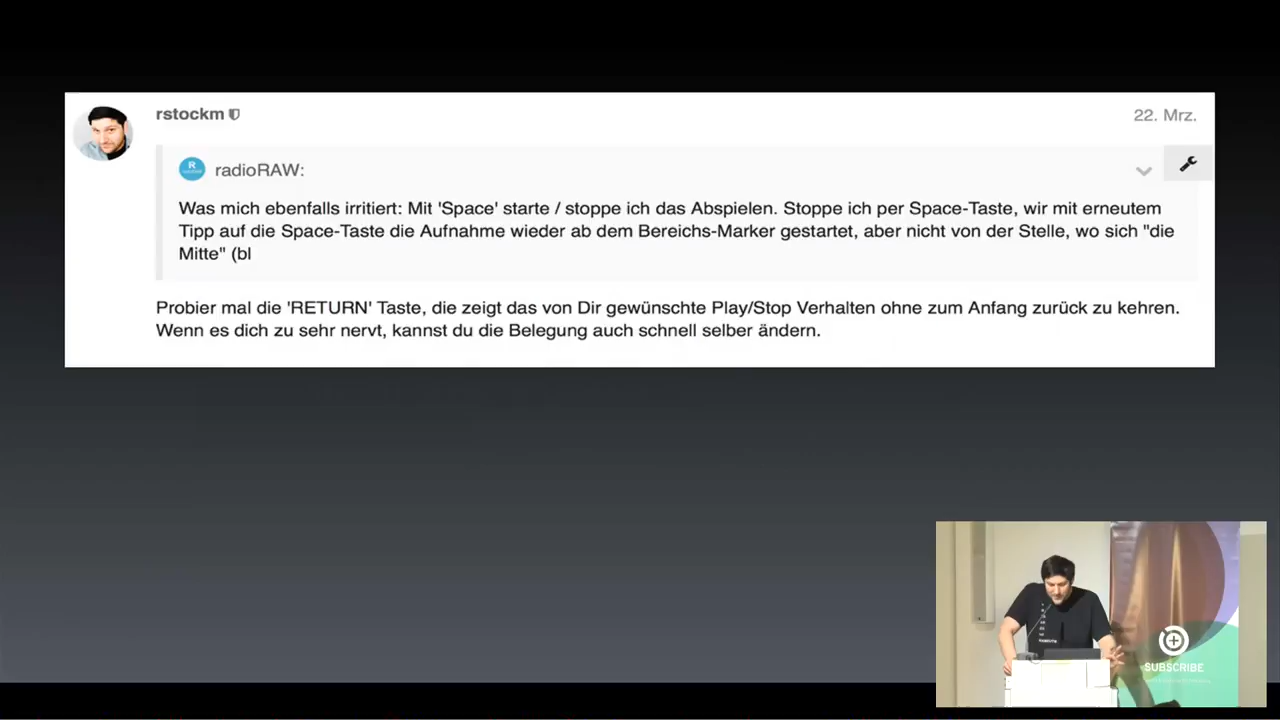 rstockm
22. Mrz.
R
radioRAW:
Was mich ebenfalls irritiert: Mit 'Space' starte / stoppe ich das Abspielen. Stoppe ich per Space-Taste, wir mit erneutem
Tipp auf die Space-Taste die Aufnahme wieder ab dem Bereichs-Marker gestartet, aber nicht von der Stelle, wo sich "die
Mitte" (bl
Probier mal die 'RETURN' Taste, die zeigt das von Dir gewünschte Play/Stop Verhalten ohne zum Anfang zurück zu kehren.
Wenn es dich zu sehr nervt, kannst du die Belegung auch schnell selber ändern.
SUBSCRIBE